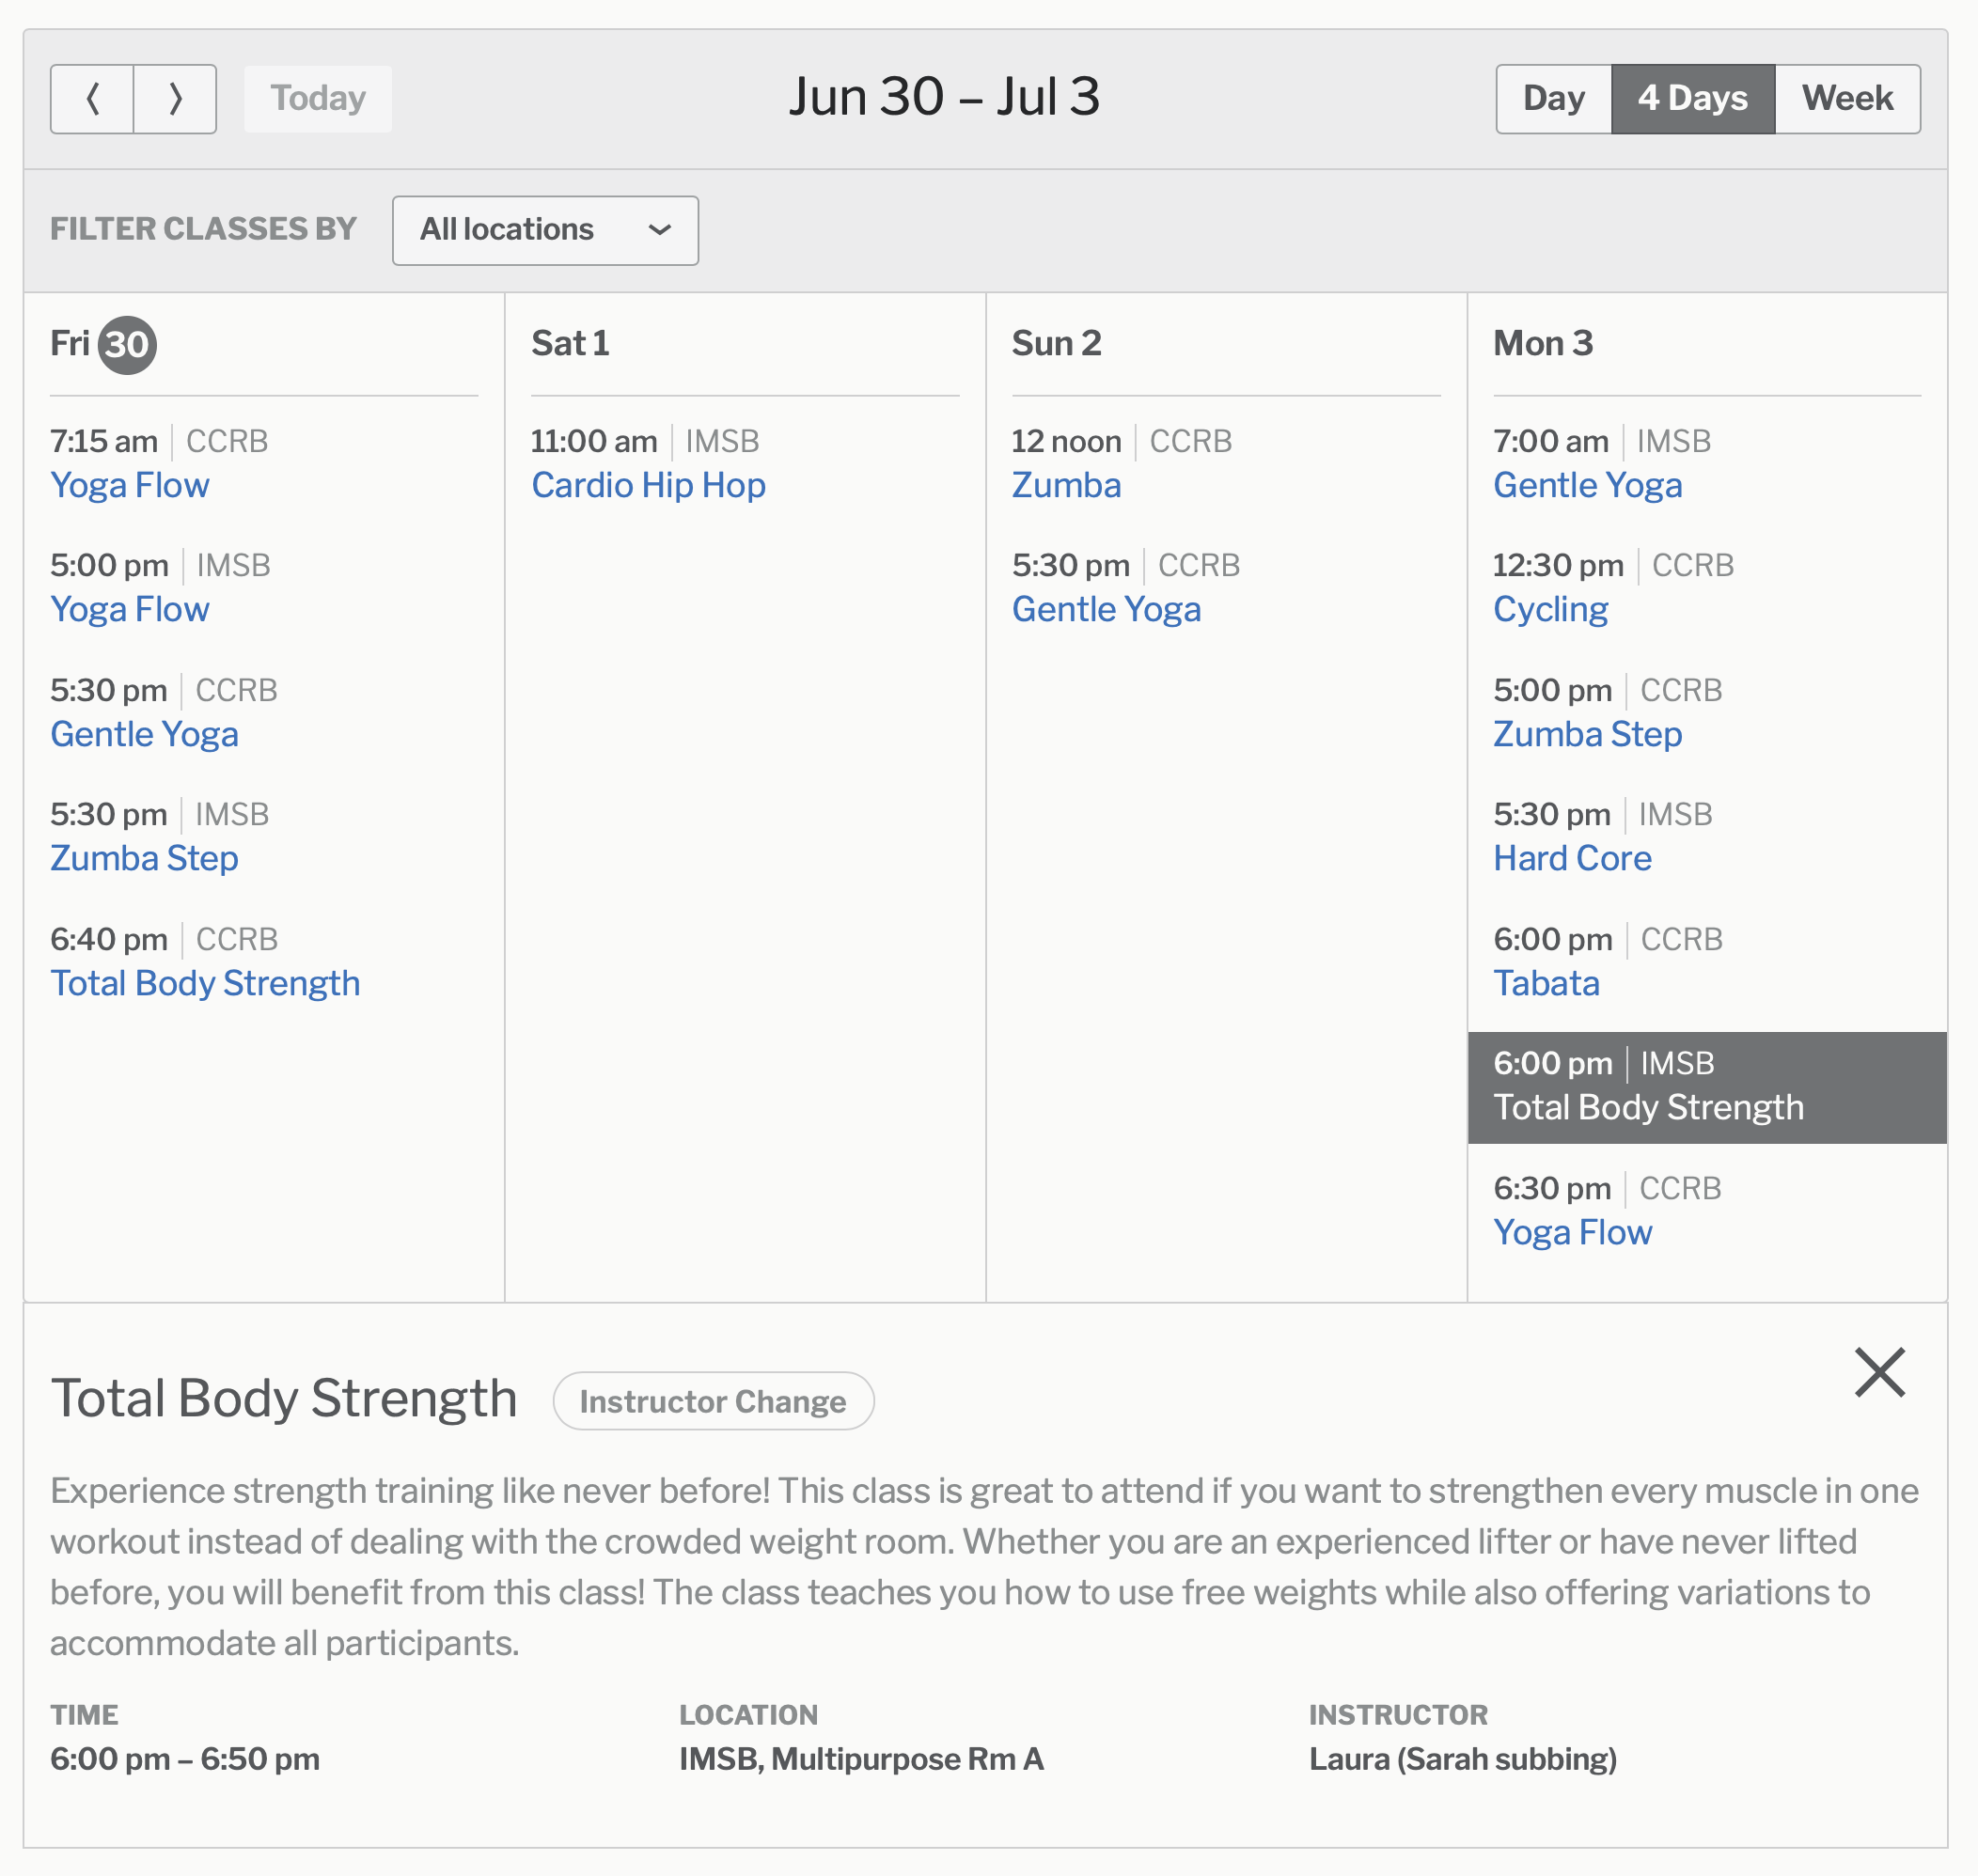 Today
Jun 30 – Jul 3
Day
4 Days
Week
FILTER CLASSES BY
All locations
Fri 30
7:15 am | CCRB
Yoga Flow
5:00 pm | IMSB
Yoga Flow
5:30 pm | CCRB
Gentle Yoga
5:30 pm | IMSB
Zumba Step
6:40 pm | CCRB
Total Body Strength
Sat 1
11:00 am | IMSB
Cardio Hip Hop
Sun 2
12 noon | CCRB
Zumba
5:30 pm | CCRB
Gentle Yoga
Mon 3
7:00 am | IMSB
Gentle Yoga
12:30 pm | CCRB
Cycling
5:00 pm | CCRB
Zumba Step
5:30 pm | IMSB
Hard Core
6:00 pm | CCRB
Tabata
6:00 pm | IMSB
Total Body Strength
6:30 pm | CCRB
Yoga Flow
Total Body Strength
Instructor Change
Experience strength training like never before! This class is great to attend if you want to strengthen every muscle in one
workout instead of dealing with the crowded weight room. Whether you are an experienced lifter or have never lifted
before, you will benefit from this class! The class teaches you how to use free weights while also offering variations to
accommodate all participants.
TIME
6:00 pm – 6:50 pm
LOCATION
IMSB, Multipurpose Rm A
INSTRUCTOR
Laura (Sarah subbing)